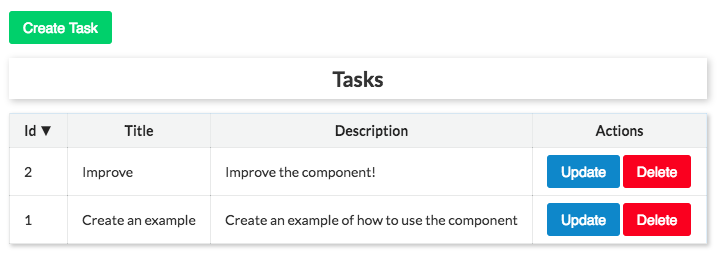 Create Task
Tasks
Id ▼ Title Description Actions
2 Improve Improve the component! Update Delete
1 Create an example Create an example of how to use the component Update Delete